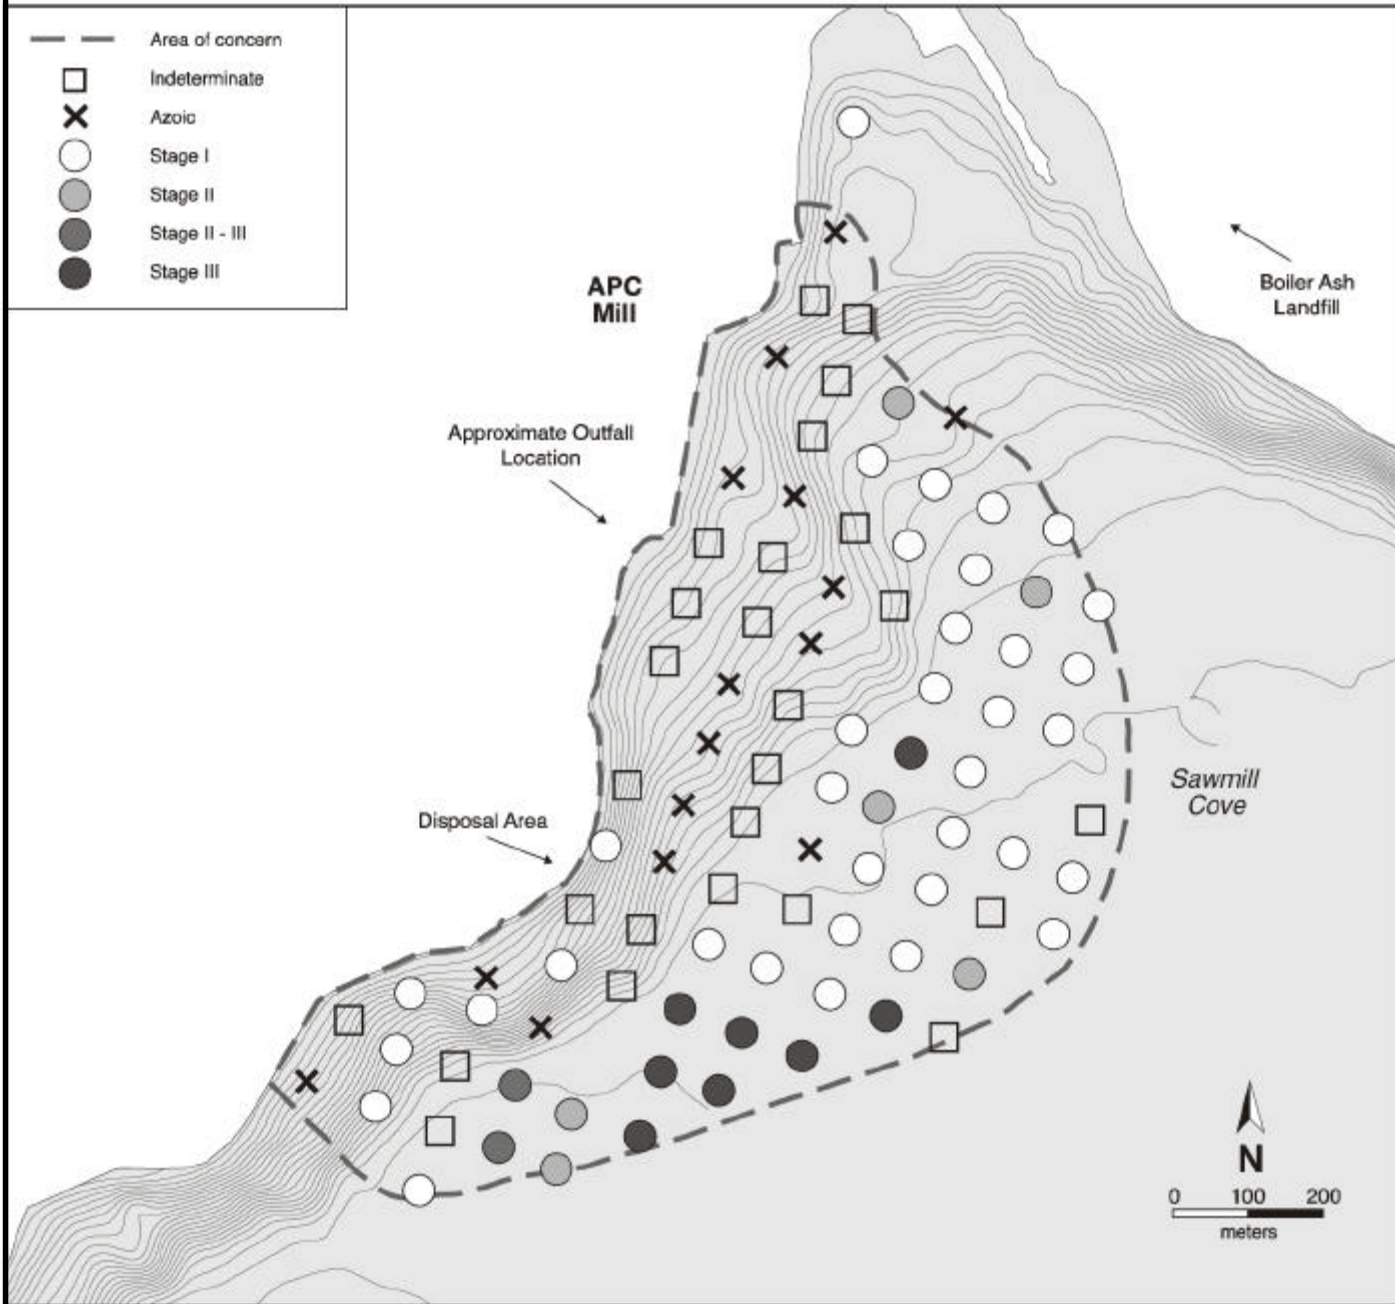 Area of concern
Indeterminate
Azoic
Stage I
Stage II
Stage II - III
Stage III
APC
Mill
Boiler Ash
Landfill
Approximate Outfall
Location
Disposal Area
Sawmill
Cove
N
0 100 200
meters